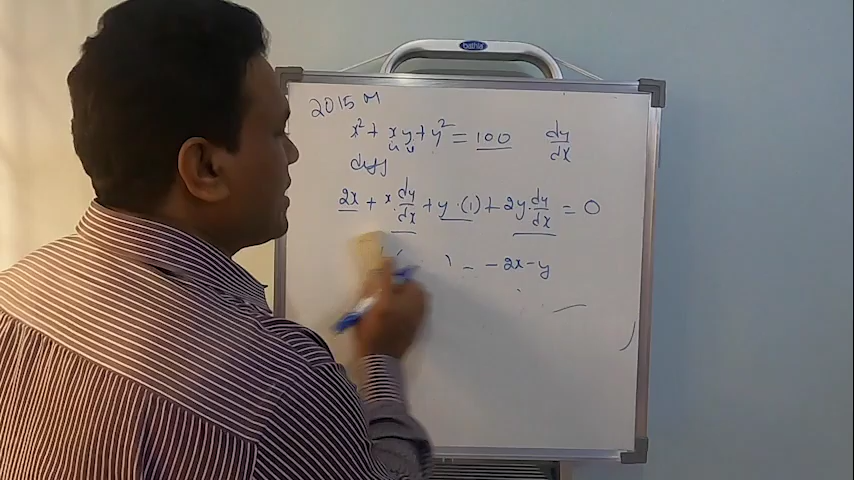 bathla
2015 M
x² + xy + y² = 100 dy/dx
diff
2x + x·dy/dx + y·(1) + 2y·dy/dx = 0
( ) = -2x-y